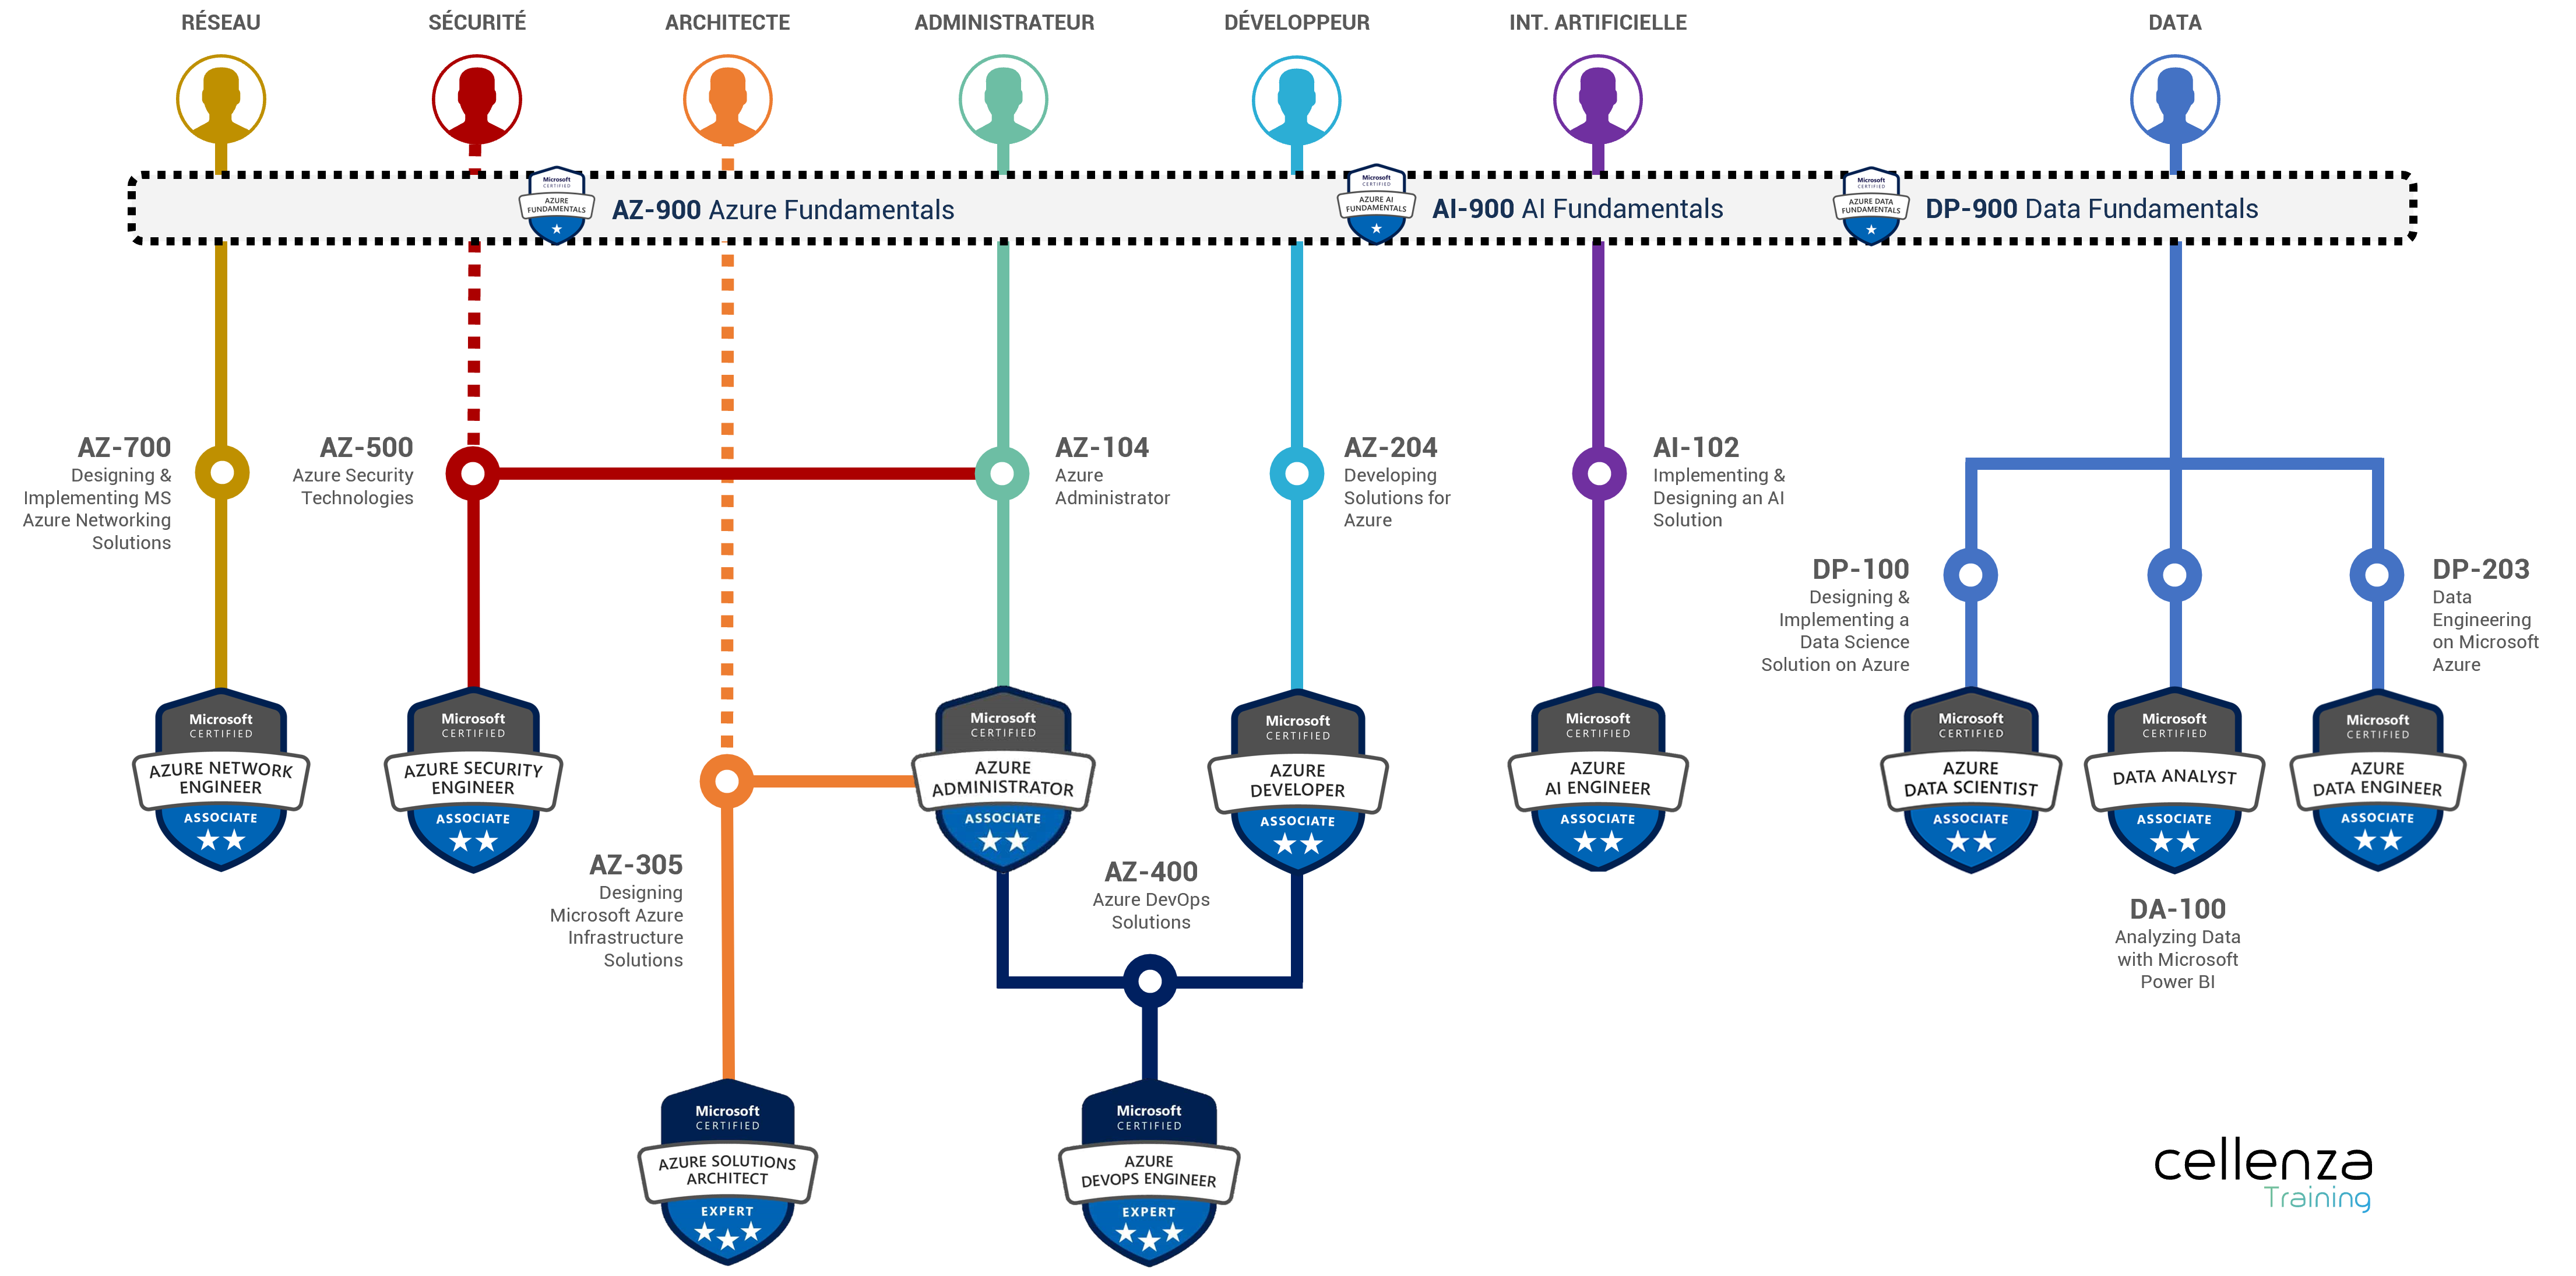 RÉSEAU
SÉCURITÉ
ARCHITECTE
ADMINISTRATEUR
DÉVELOPPEUR
INT. ARTIFICIELLE
DATA
Microsoft
CERTIFIED
AZURE
FUNDAMENTALS
AZ-900 Azure Fundamentals
Microsoft
CERTIFIED
AZURE AI
FUNDAMENTALS
AI-900 AI Fundamentals
Microsoft
CERTIFIED
AZURE DATA
FUNDAMENTALS
DP-900 Data Fundamentals
AZ-700
Designing &
Implementing MS
Azure Networking
Solutions
AZ-500
Azure Security
Technologies
AZ-104
Azure
Administrator
AZ-204
Developing
Solutions for
Azure
AI-102
Implementing &
Designing an AI
Solution
DP-100
Designing &
Implementing a
Data Science
Solution on Azure
DP-203
Data
Engineering
on Microsoft
Azure
Microsoft
CERTIFIED
AZURE NETWORK
ENGINEER
ASSOCIATE
Microsoft
CERTIFIED
AZURE SECURITY
ENGINEER
ASSOCIATE
Microsoft
CERTIFIED
AZURE
ADMINISTRATOR
ASSOCIATE
Microsoft
CERTIFIED
AZURE
DEVELOPER
ASSOCIATE
Microsoft
CERTIFIED
AZURE
AI ENGINEER
ASSOCIATE
Microsoft
CERTIFIED
AZURE
DATA SCIENTIST
ASSOCIATE
Microsoft
CERTIFIED
DATA ANALYST
ASSOCIATE
Microsoft
CERTIFIED
AZURE
DATA ENGINEER
ASSOCIATE
AZ-305
Designing
Microsoft Azure
Infrastructure
Solutions
AZ-400
Azure DevOps
Solutions
DA-100
Analyzing Data
with Microsoft
Power BI
Microsoft
CERTIFIED
AZURE SOLUTIONS
ARCHITECT
EXPERT
Microsoft
CERTIFIED
AZURE
DEVOPS ENGINEER
EXPERT
cellenza
Training